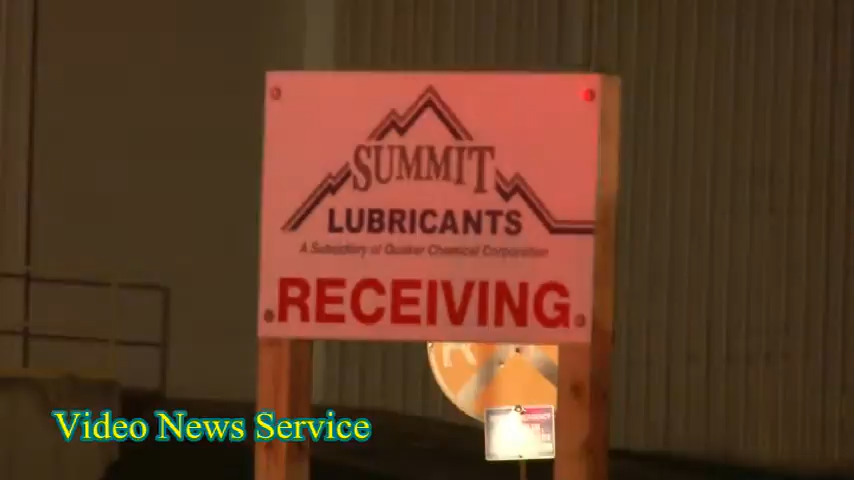 SUMMIT
LUBRICANTS
A Subsidiary of Quaker Chemical Corporation
RECEIVING
R
Video News Service